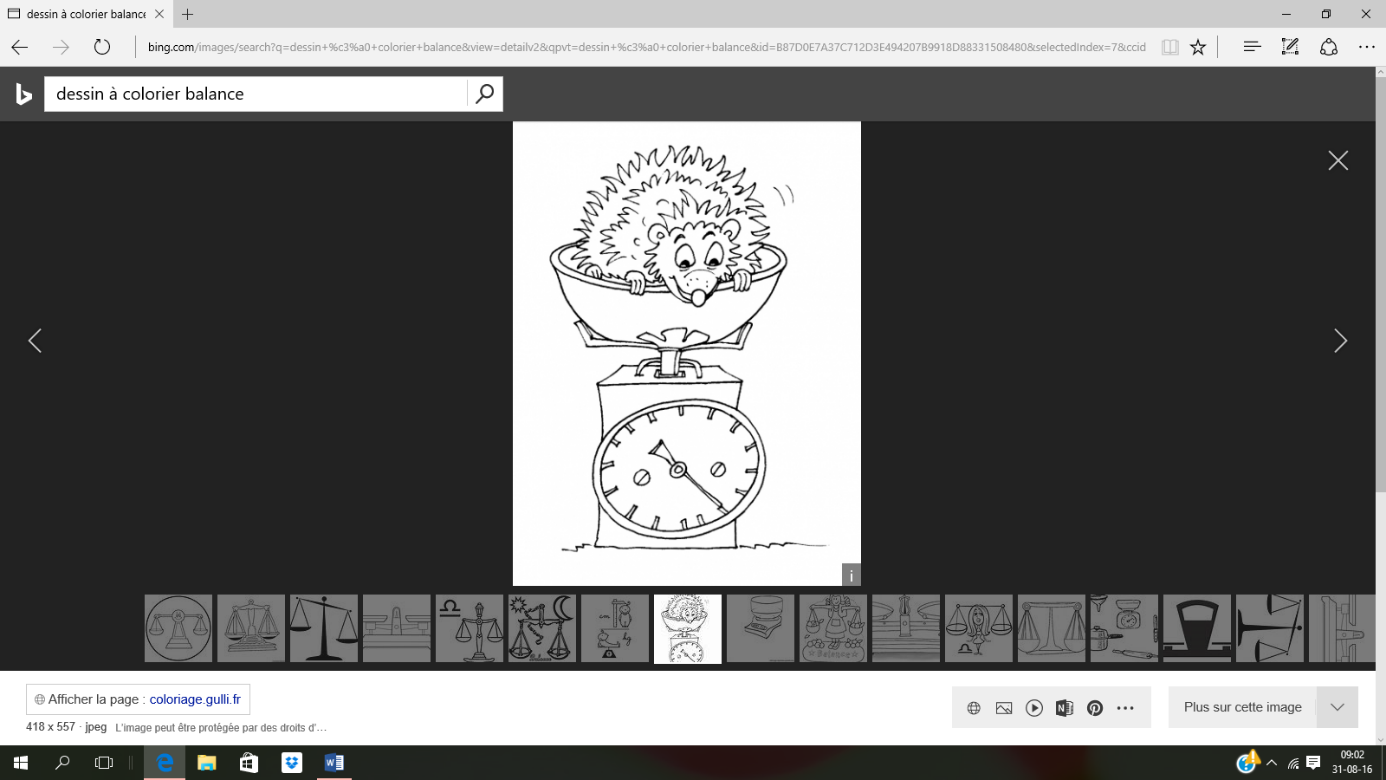 dessin à colorier balance
bing.com/images/search?q=dessin+%c3%a0+colorier+balance&view=detailv2&qpvt=dessin+%c3%a0+colorier+balance&id=B87D0E7A37C712D3E494207B9918D88331508480&selectedIndex=7&ccid
dessin à colorier balance
i
Afficher la page : coloriage.gulli.fr
Plus sur cette image
418 x 557 · jpeg L'image peut être protégée par des droits d'...
09:02
31-08-16